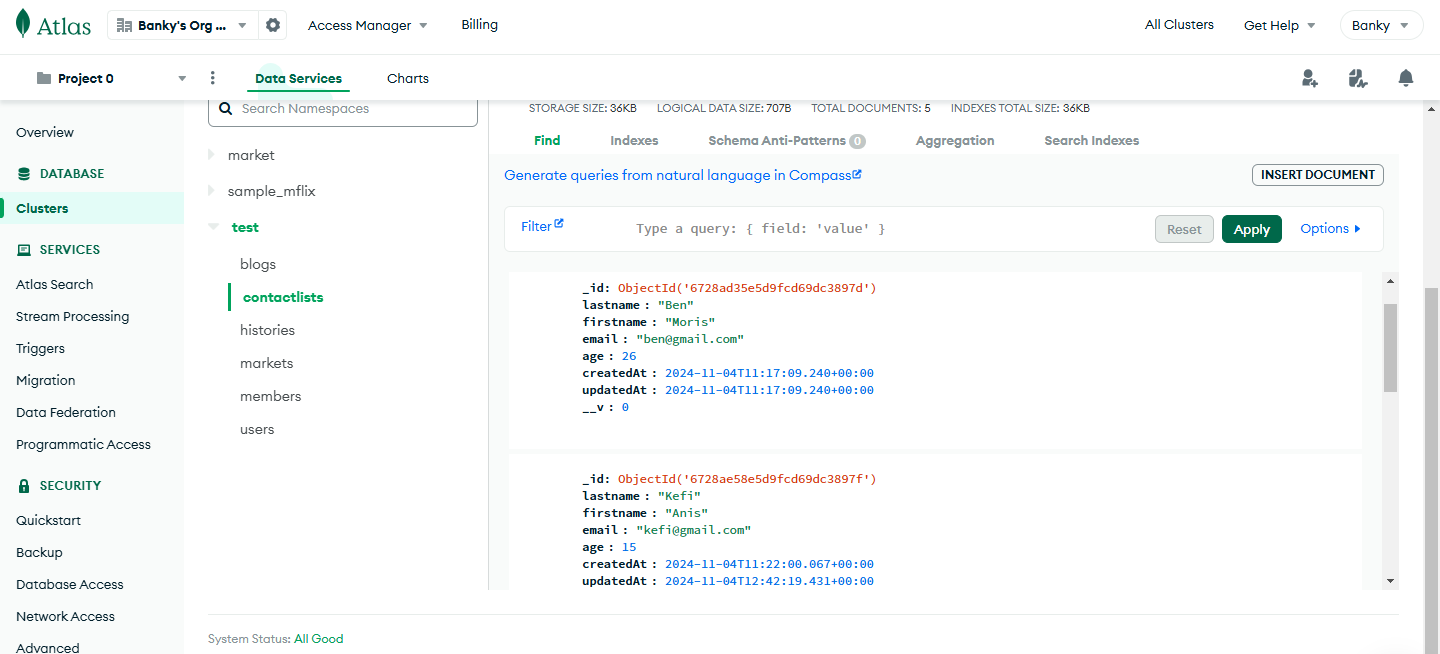 Atlas
Banky's Org ...
Access Manager
Billing
All Clusters
Get Help
Banky
Project 0
Data Services
Charts
Overview
DATABASE
Clusters
SERVICES
Atlas Search
Stream Processing
Triggers
Migration
Data Federation
Programmatic Access
SECURITY
Quickstart
Backup
Database Access
Network Access
Advanced
Search Namespaces
market
sample_mflix
test
blogs
contactlists
histories
markets
members
users
STORAGE SIZE: 36KB LOGICAL DATA SIZE: 707B TOTAL DOCUMENTS: 5 INDEXES TOTAL SIZE: 36KB
Find Indexes Schema Anti-Patterns 0 Aggregation Search Indexes
Generate queries from natural language in Compass
INSERT DOCUMENT
Filter
Type a query: { field: 'value' }
Reset
Apply
Options
_id: ObjectId('6728ad35e5d9fcd69dc3897d')
lastname : "Ben"
firstname : "Moris"
email : "ben@gmail.com"
age : 26
createdAt : 2024-11-04T11:17:09.240+00:00
updatedAt : 2024-11-04T11:17:09.240+00:00
__v : 0
_id: ObjectId('6728ae58e5d9fcd69dc3897f')
lastname : "Kefi"
firstname : "Anis"
email : "kefi@gmail.com"
age : 15
createdAt : 2024-11-04T11:22:00.067+00:00
updatedAt : 2024-11-04T12:42:19.431+00:00
System Status: All Good